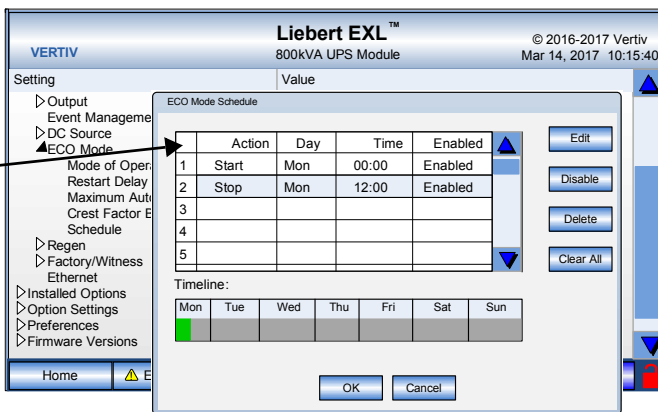 VERTIV
Liebert EXL™
800kVA UPS Module
© 2016-2017 Vertiv
Mar 14, 2017 10:15:40
Setting Value
Output
Event Manageme
DC Source
ECO Mode
Mode of Oper
Restart Delay
Maximum Aut
Crest Factor
Schedule
Regen
Factory/Witness
Ethernet
Installed Options
Option Settings
Preferences
Firmware Versions
ECO Mode Schedule
Action Day Time Enabled
1 Start Mon 00:00 Enabled
2 Stop Mon 12:00 Enabled
3
4
5
Edit
Disable
Delete
Clear All
Timeline:
Mon Tue Wed Thu Fri Sat Sun
OK Cancel
Home E